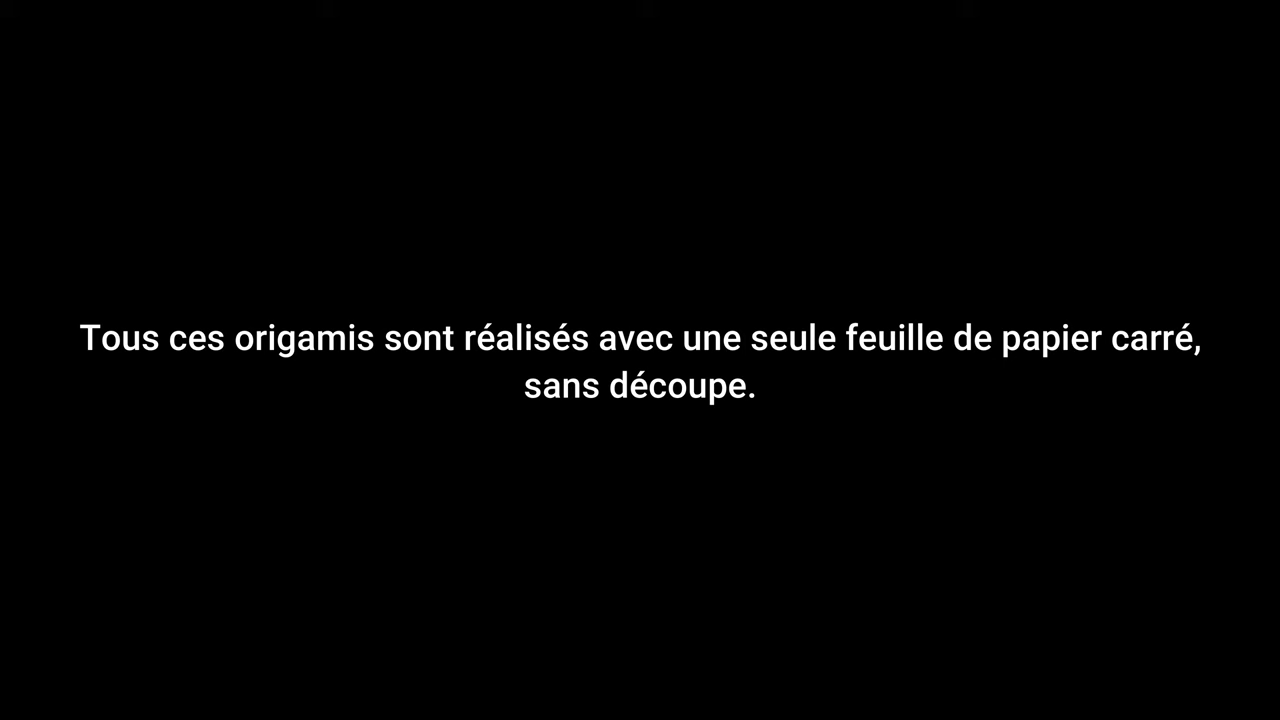 Tous ces origamis sont réalisés avec une seule feuille de papier carré,
sans découpe.